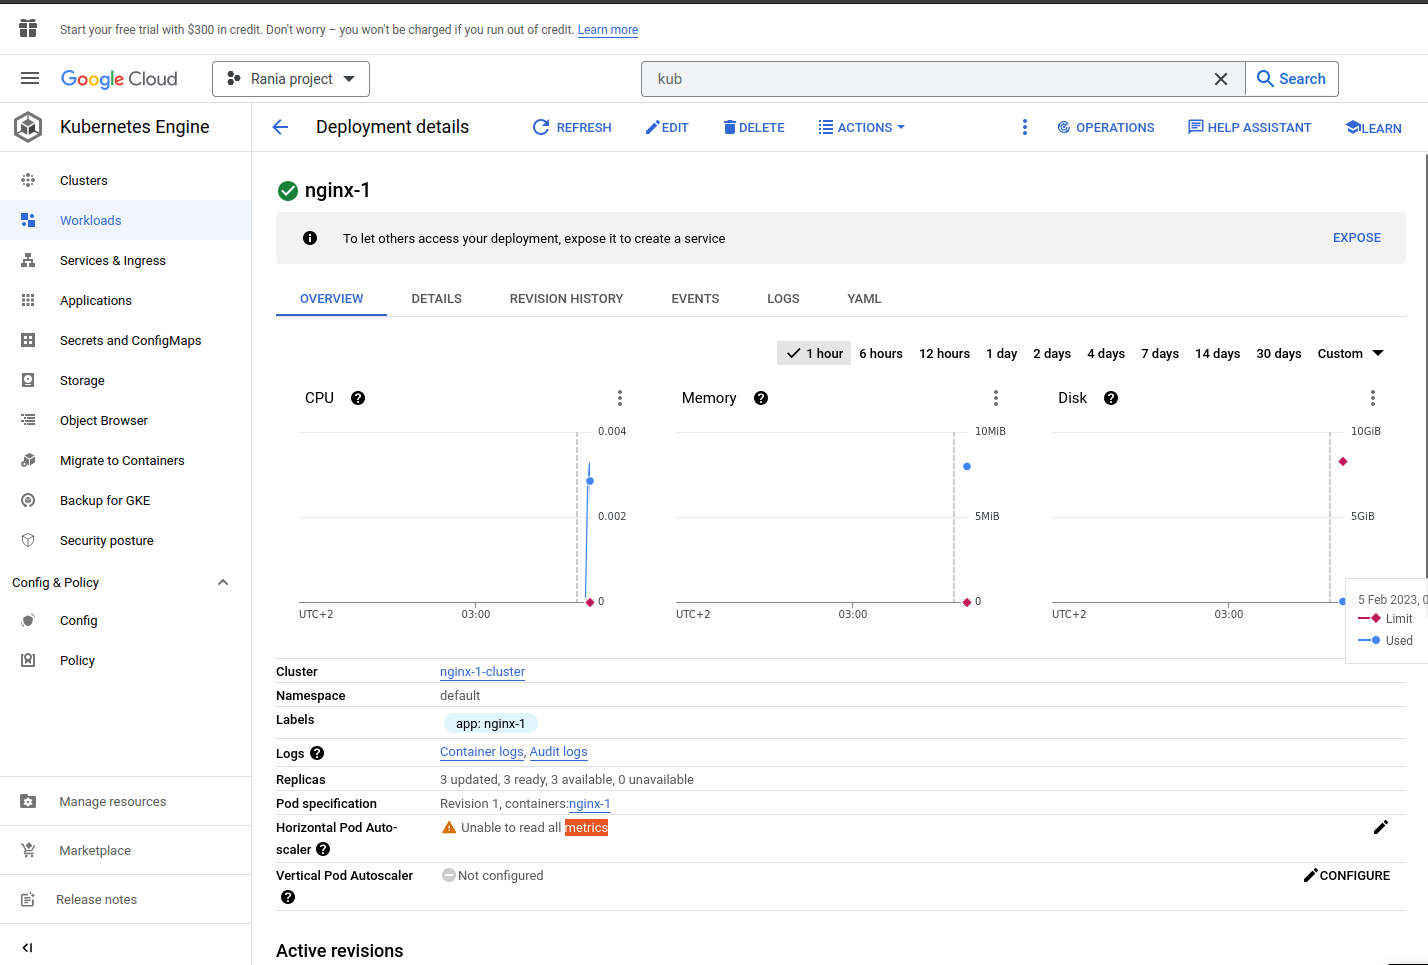 Start your free trial with $300 in credit. Don't worry – you won't be charged if you run out of credit. Learn more
Google Cloud
Rania project
kub
Search
Kubernetes Engine
Deployment details
REFRESH
EDIT
DELETE
ACTIONS
OPERATIONS
HELP ASSISTANT
LEARN
Clusters
Workloads
Services & Ingress
Applications
Secrets and ConfigMaps
Storage
Object Browser
Migrate to Containers
Backup for GKE
Security posture
Config & Policy
Config
Policy
Manage resources
Marketplace
Release notes
nginx-1
To let others access your deployment, expose it to create a service
EXPOSE
OVERVIEW
DETAILS
REVISION HISTORY
EVENTS
LOGS
YAML
1 hour
6 hours
12 hours
1 day
2 days
4 days
7 days
14 days
30 days
Custom
CPU
0.004
0.002
0
UTC+2
03:00
Memory
10MiB
5MiB
0
UTC+2
03:00
Disk
10GiB
5GiB
UTC+2
03:00
5 Feb 2023, 0
Limit
Used
Cluster nginx-1-cluster
Namespace default
Labels app: nginx-1
Logs Container logs, Audit logs
Replicas 3 updated, 3 ready, 3 available, 0 unavailable
Pod specification Revision 1, containers:nginx-1
Horizontal Pod Auto- Unable to read all metrics
scaler
Vertical Pod Autoscaler Not configured CONFIGURE
Active revisions